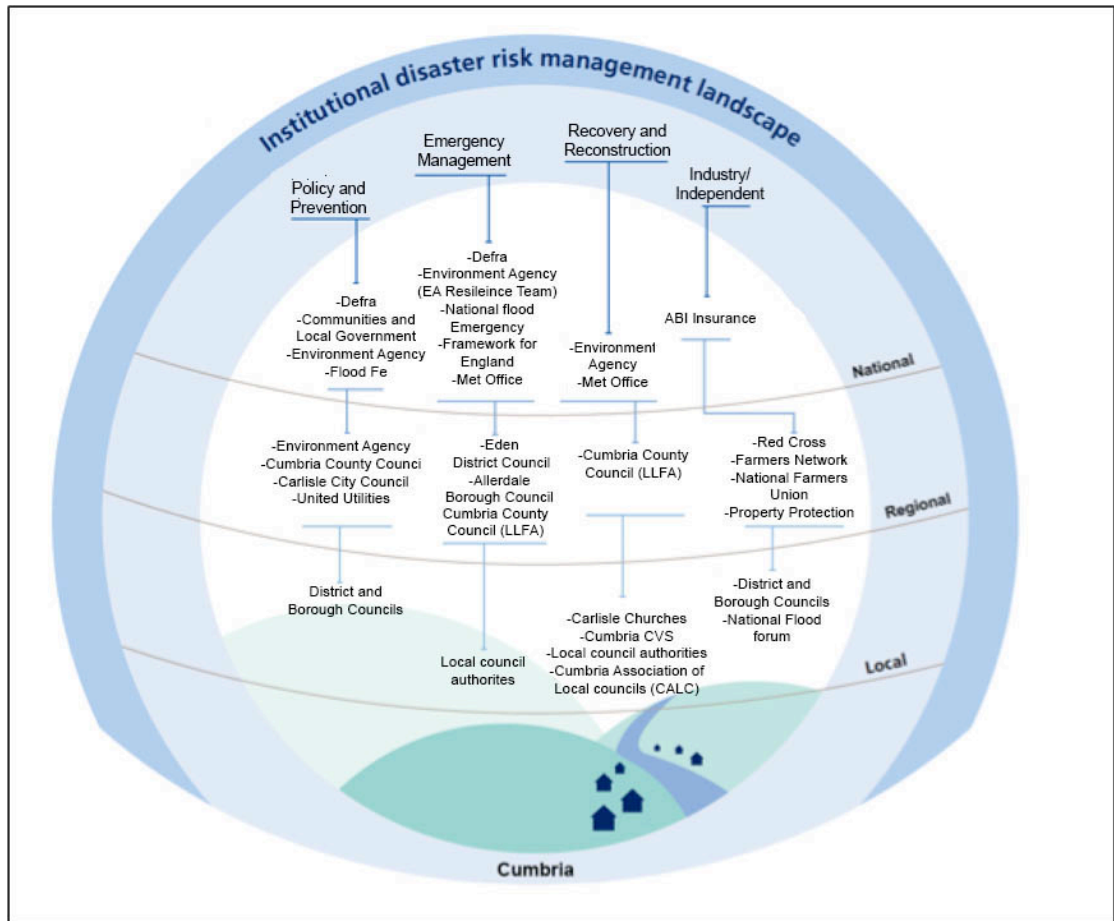 Institutional disaster risk management landscape
Policy and
Prevention
Emergency
Management
Recovery and
Reconstruction
Industry/
Independent
-Defra
-Communities and
Local Government
-Environment Agency
-Flood Fe
-Defra
-Environment Agency
(EA Resileince Team)
-National flood
Emergency
-Framework for
England
-Met Office
-Environment
Agency
-Met Office
ABI Insurance
National
-Environment Agency
-Cumbria County Counci
-Carlisle City Council
-United Utilities
-Eden
District Council
-Allerdale
Borough Council
Cumbria County
Council (LLFA)
-Cumbria County
Council (LLFA)
-Red Cross
-Farmers Network
-National Farmers
Union
-Property Protection
Regional
District and
Borough Councils
Local council
authorites
-Carlisle Churches
-Cumbria CVS
-Local council authorities
-Cumbria Association of
Local councils (CALC)
-District and
Borough Councils
-National Flood
forum
Local
Cumbria